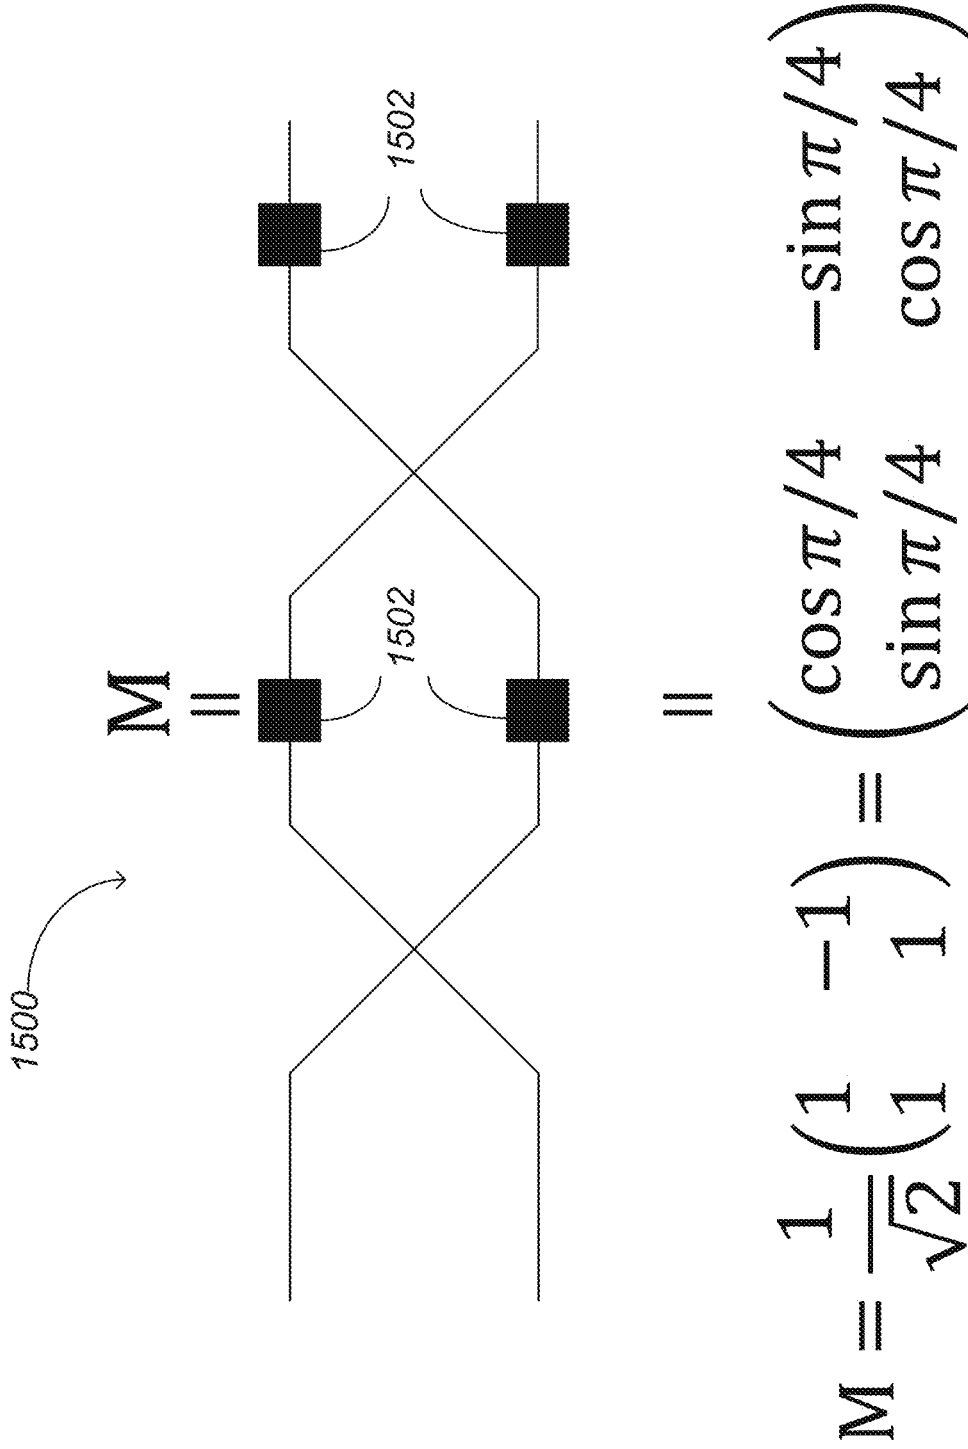 1500
M
=
1502
1502
=
M = 1/√2 (1 −1
1 1) = (cos π/4 −sin π/4
sin π/4 cos π/4)